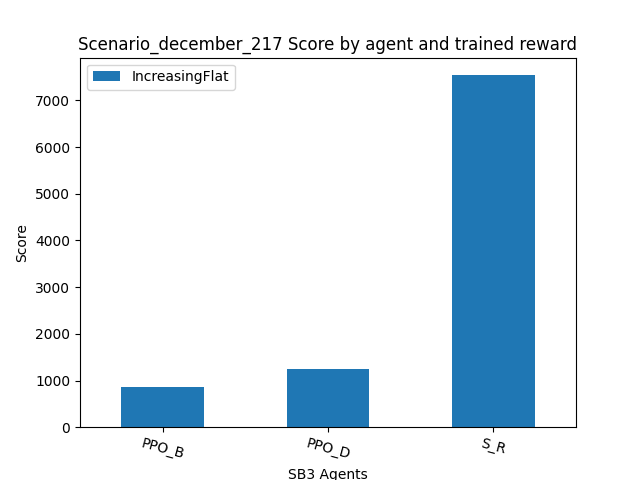 Scenario_december_217 Score by agent and trained reward
IncreasingFlat
7000
6000
5000
4000
3000
2000
1000
0
Score
PPO_B
PPO_D
S_R
SB3 Agents